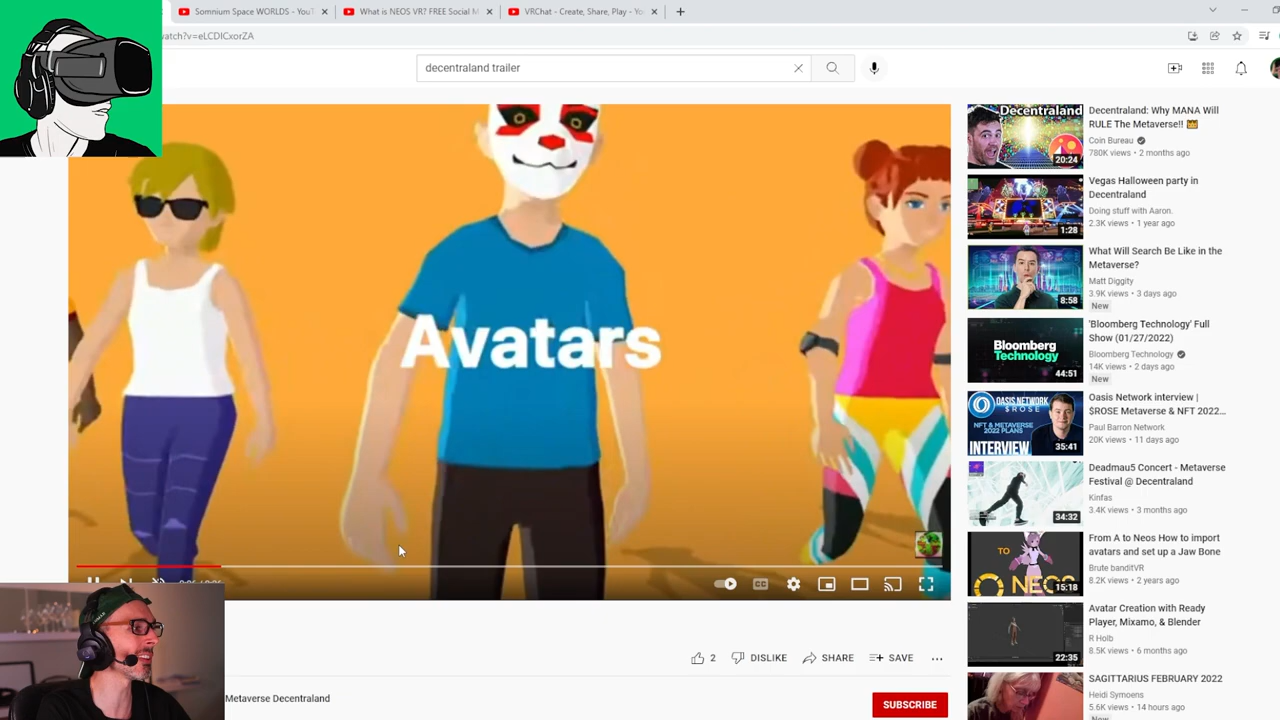 Somnium Space WORLDS - YouT
What is NEOS VR? FREE Social M
VRChat - Create, Share, Play - Yo
watch?v=eLCDICxorZA
decentraland trailer
Avatars
2
DISLIKE
SHARE
SAVE
Metaverse Decentraland
SUBSCRIBE
Decentraland
20:24
Decentraland: Why MANA Will
RULE The Metaverse!!
Coin Bureau
780K views • 2 months ago
1:28
Vegas Halloween party in
Decentraland
Doing stuff with Aaron.
2.3K views • 1 year ago
8:58
What Will Search Be Like in the
Metaverse?
Matt Diggity
3.9K views • 3 days ago
New
Bloomberg
Technology
44:51
'Bloomberg Technology' Full
Show (01/27/2022)
Bloomberg Technology
14K views • 2 days ago
New
OASIS NETWORK
$ROSE
NFT & METAVERSE
2022 PLANS
INTERVIEW
35:41
Oasis Network interview |
$ROSE Metaverse & NFT 2022...
Paul Barron Network
20K views • 11 days ago
34:32
Deadmau5 Concert - Metaverse
Festival @ Decentraland
Kinfas
3.4K views • 3 months ago
TO
NEO
15:18
From A to Neos How to import
avatars and set up a Jaw Bone
Brute banditVR
8.2K views • 2 years ago
22:35
Avatar Creation with Ready
Player, Mixamo, & Blender
R Holb
8.5K views • 6 months ago
SAGITTARIUS FEBRUARY 2022
Heidi Symoens
5.6K views • 14 hours ago